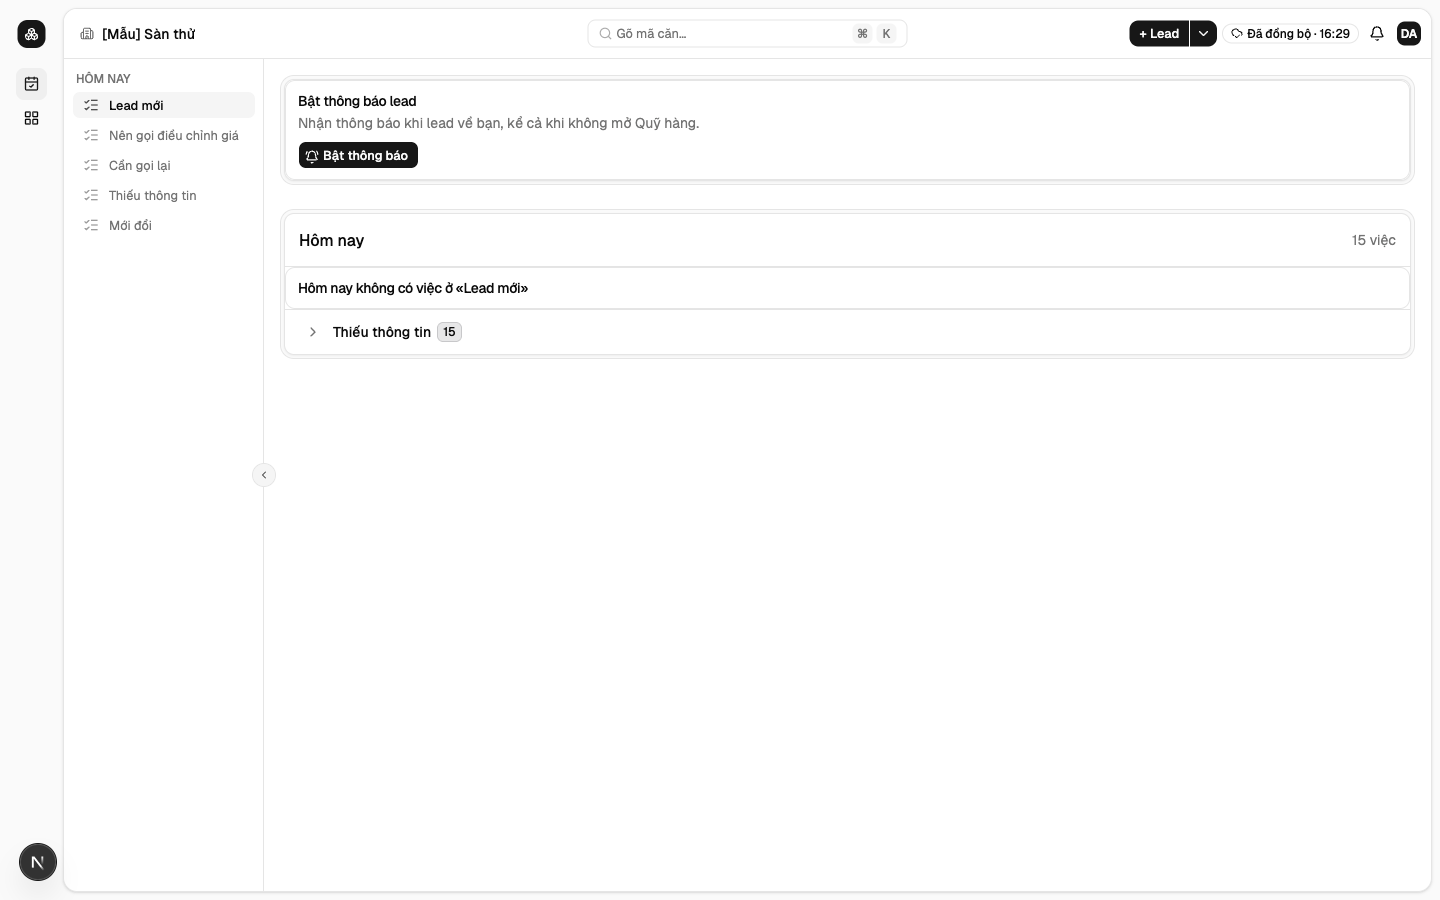 [Mẫu] Sàn thử
Gõ mã căn...
⌘ K
+ Lead
Đã đồng bộ · 16:29
DA
HÔM NAY
Lead mới
Nên gọi điều chỉnh giá
Cần gọi lại
Thiếu thông tin
Mới đổi
Bật thông báo lead
Nhận thông báo khi lead về bạn, kể cả khi không mở Quỹ hàng.
Bật thông báo
Hôm nay
15 việc
Hôm nay không có việc ở «Lead mới»
Thiếu thông tin 15
N